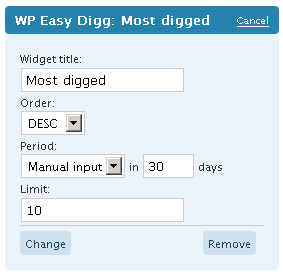 WP Easy Digg: Most digged Cancel
Widget title:
Most digged
Order:
DESC
Period:
Manual input in 30 days
Limit:
10
Change Remove